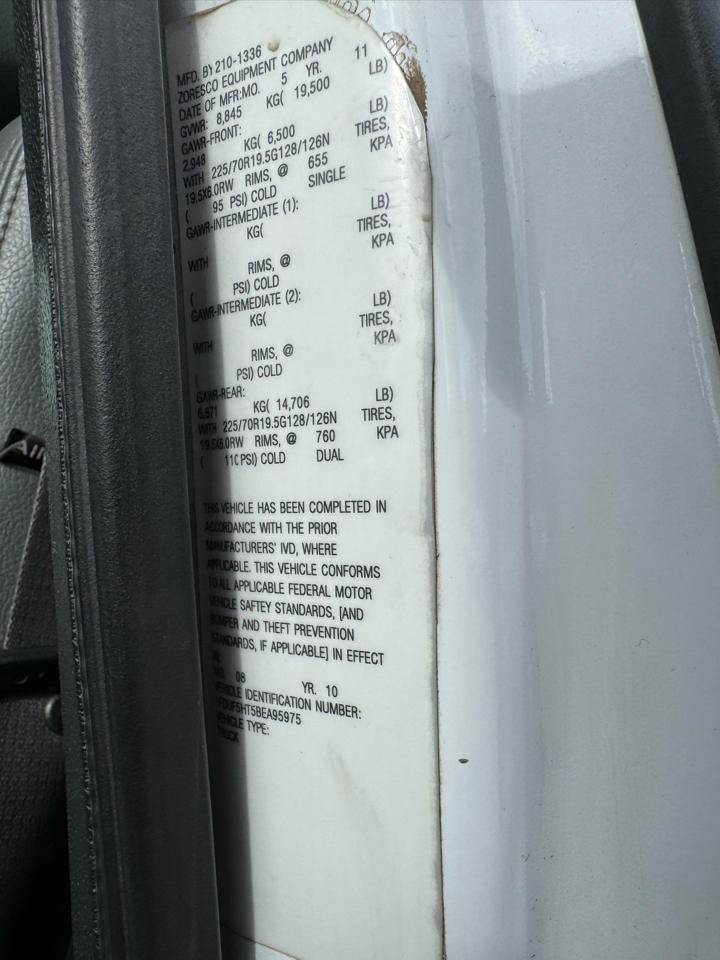 MFD. BY 210-1336
ZORESCO EQUIPMENT COMPANY
DATE OF MFR:MO. 5 YR. 11
GVWR: 8,845 KG( 19,500 LB)
GAWR-FRONT:
2,948 KG( 6,500 LB)
WITH 225/70R19.5G128/126N TIRES,
19.5X6.0RW RIMS, @ 655 KPA
( 95 PSI) COLD SINGLE
GAWR-INTERMEDIATE (1):
KG( LB)
WITH TIRES,
RIMS, @ KPA
( PSI) COLD
GAWR-INTERMEDIATE (2):
KG( LB)
WITH TIRES,
RIMS, @ KPA
( PSI) COLD
GAWR-REAR:
6,671 KG( 14,706 LB)
WITH 225/70R19.5G128/126N TIRES,
19.5X6.0RW RIMS, @ 760 KPA
( 110 PSI) COLD DUAL
THIS VEHICLE HAS BEEN COMPLETED IN
ACCORDANCE WITH THE PRIOR
MANUFACTURERS' IVD, WHERE
APPLICABLE. THIS VEHICLE CONFORMS
TO ALL APPLICABLE FEDERAL MOTOR
VEHICLE SAFTEY STANDARDS, [AND
BUMPER AND THEFT PREVENTION
STANDARDS, IF APPLICABLE] IN EFFECT
IN:
MO. 08 YR. 10
VEHICLE IDENTIFICATION NUMBER:
1FDUF5HT5BEA95975
VEHICLE TYPE:
TRUCK